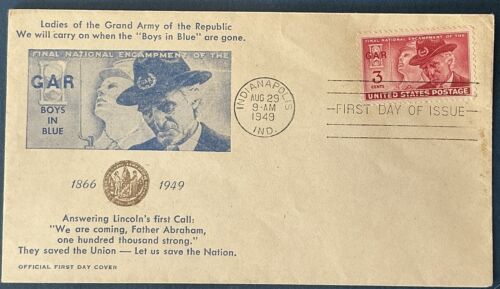 Ladies of the Grand Army of the Republic
We will carry on when the "Boys in Blue" are gone.
FINAL NATIONAL ENCAMPMENT OF THE
GAR
BOYS
IN
BLUE
1866 1949
Answering Lincoln's first Call:
"We are coming, Father Abraham,
one hundred thousand strong."
They saved the Union — Let us save the Nation.
OFFICIAL FIRST DAY COVER
INDIANAPOLIS
AUG 29
9-AM
1949
IND.
FINAL NATIONAL ENCAMPMENT OF THE
GAR
3
CENTS
UNITED STATES POSTAGE
FIRST DAY OF ISSUE